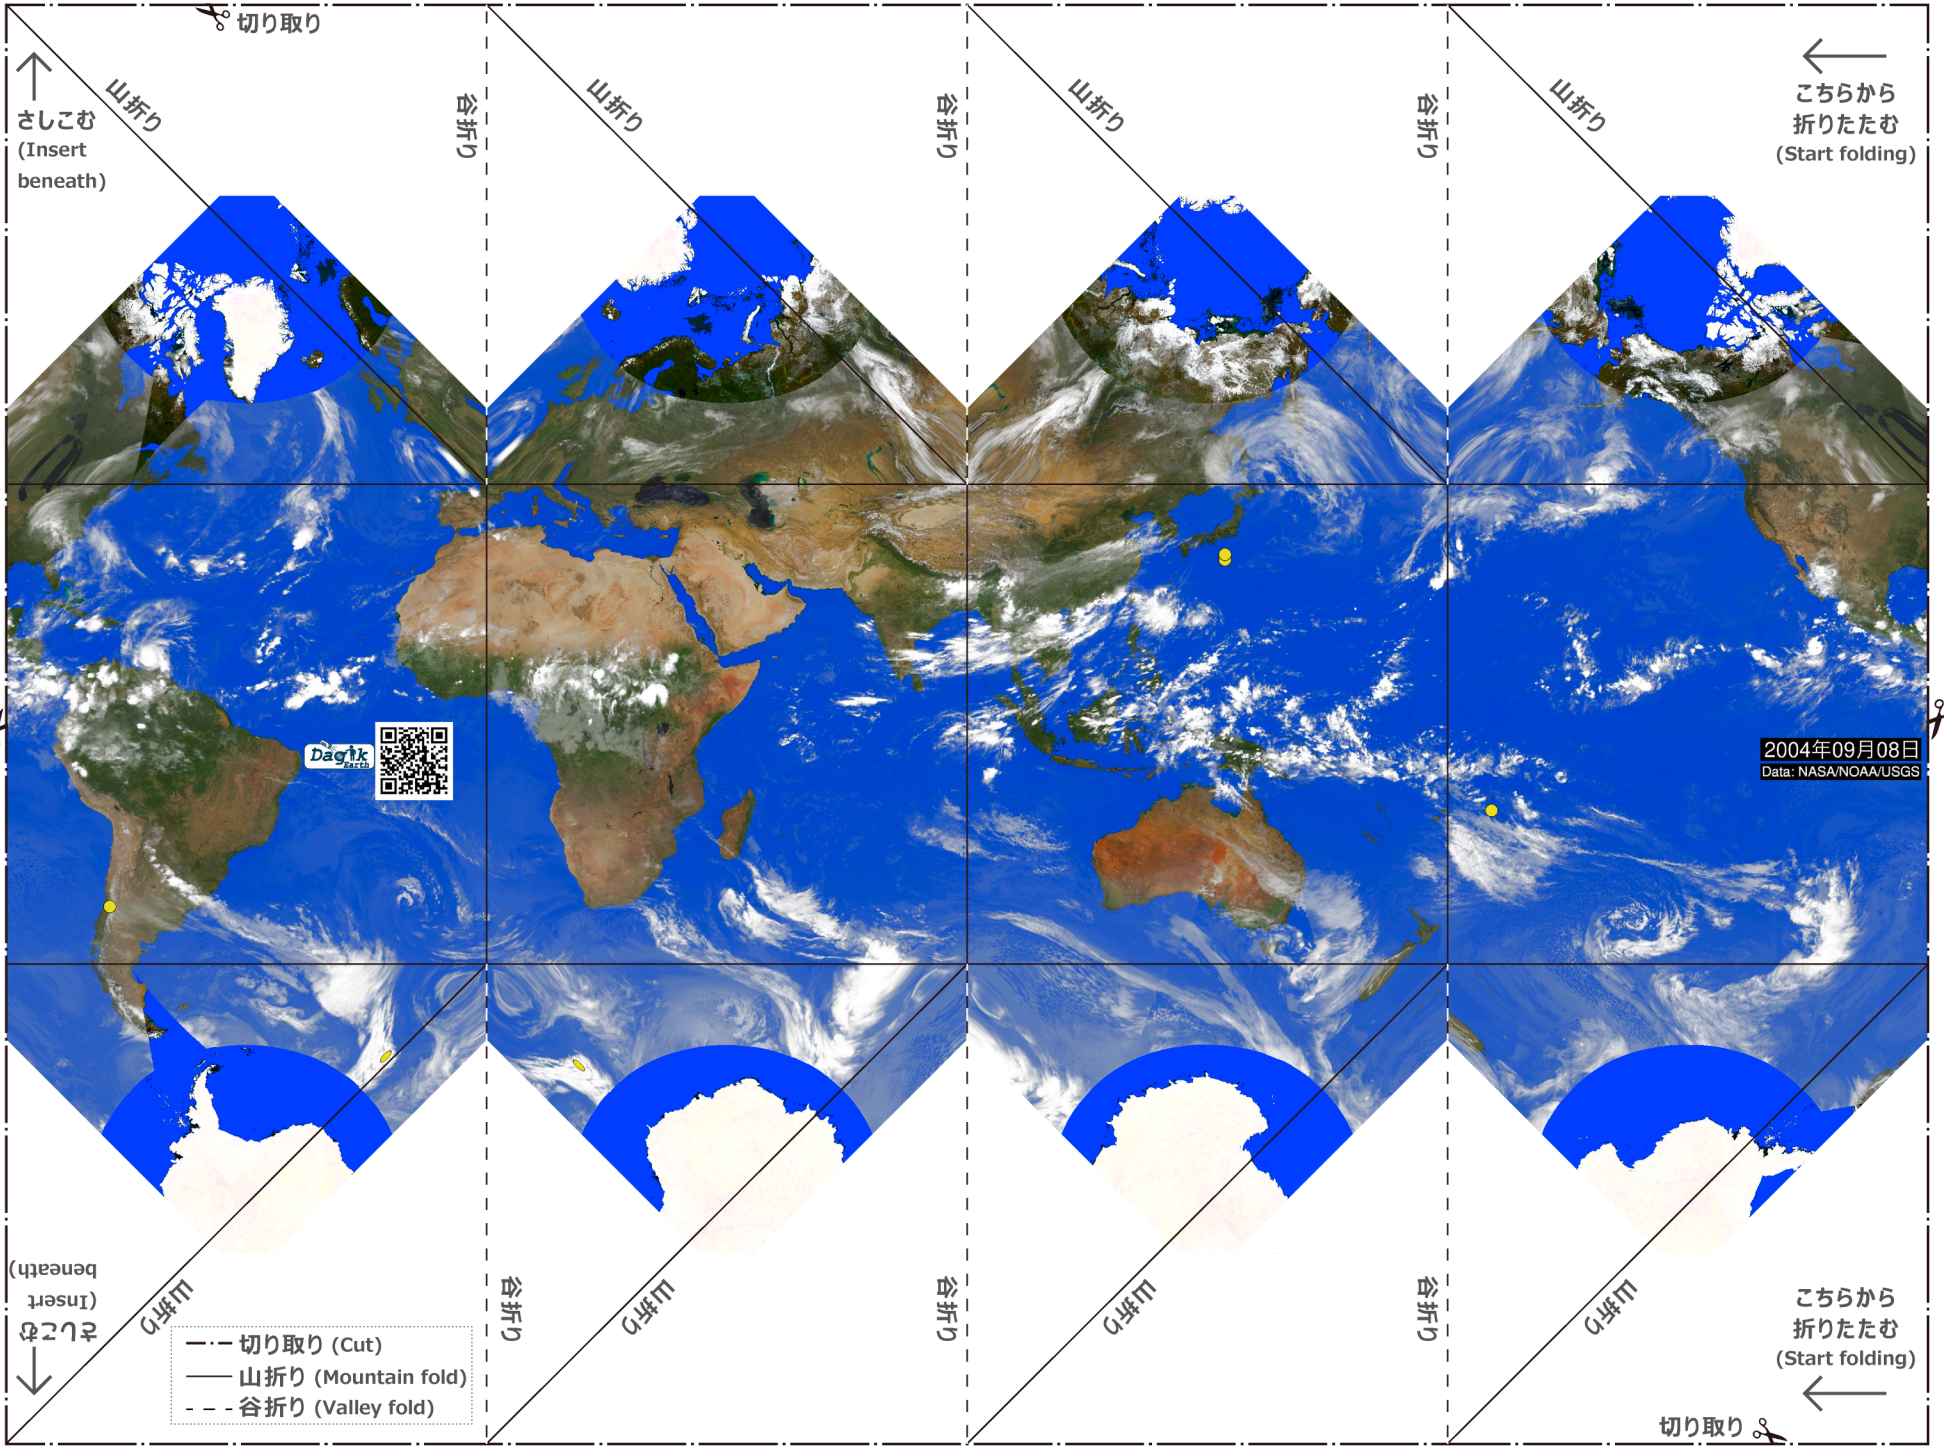 切り取り
山折り
谷折り
山折り
谷折り
山折り
谷折り
山折り
さしこむ
(Insert
beneath)
こちらから
折りたたむ
(Start folding)
Dagik
Earth
2004年09月08日
Data: NASA/NOAA/USGS
さしこむ
(Insert
beneath)
山折り
谷折り
山折り
谷折り
山折り
谷折り
山折り
こちらから
折りたたむ
(Start folding)
切り取り (Cut)
山折り (Mountain fold)
谷折り (Valley fold)
切り取り